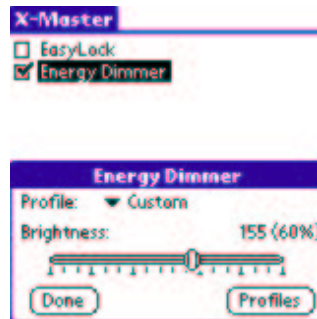 X-Master
EasyLock
Energy Dimmer
Energy Dimmer
Profile: Custom
Brightness: 155 (60%)
Done Profiles